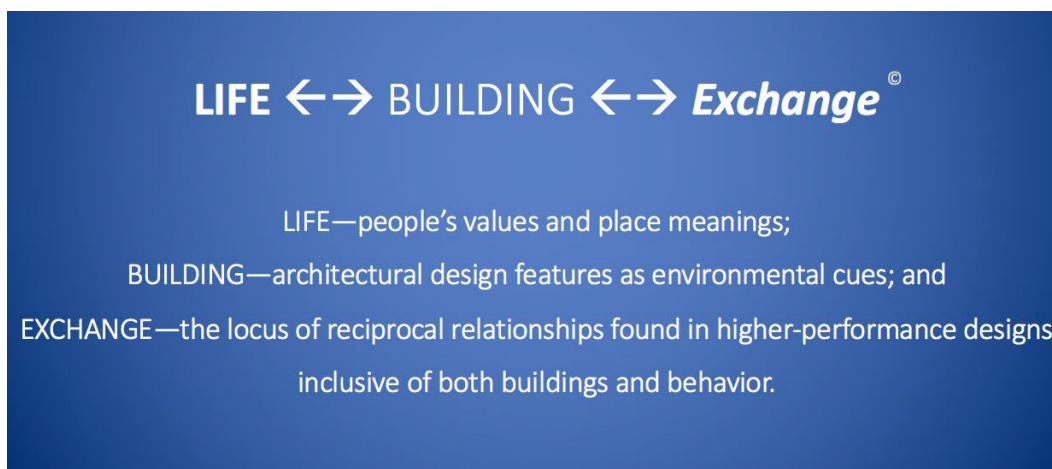 LIFE ←→ BUILDING ←→ Exchange©
LIFE—people’s values and place meanings;
BUILDING—architectural design features as environmental cues; and
EXCHANGE—the locus of reciprocal relationships found in higher-performance designs
inclusive of both buildings and behavior.